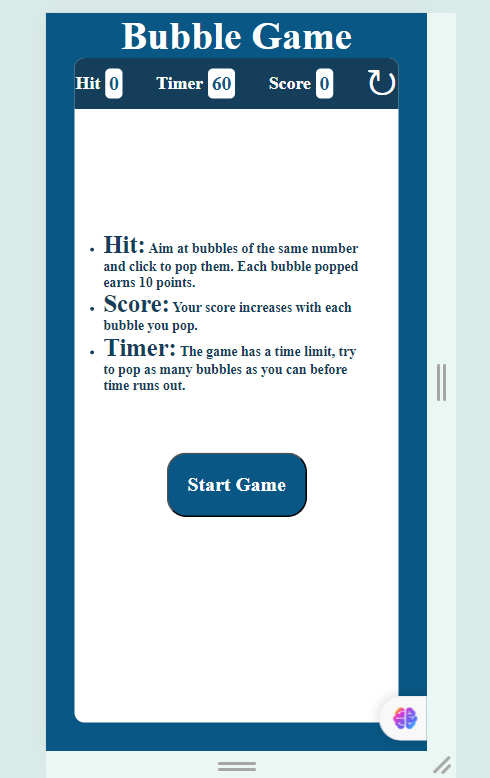 Bubble Game
Hit 0 Timer 60 Score 0 ↻
• Hit: Aim at bubbles of the same number
and click to pop them. Each bubble popped
earns 10 points.
• Score: Your score increases with each
bubble you pop.
• Timer: The game has a time limit, try
to pop as many bubbles as you can before
time runs out.
Start Game